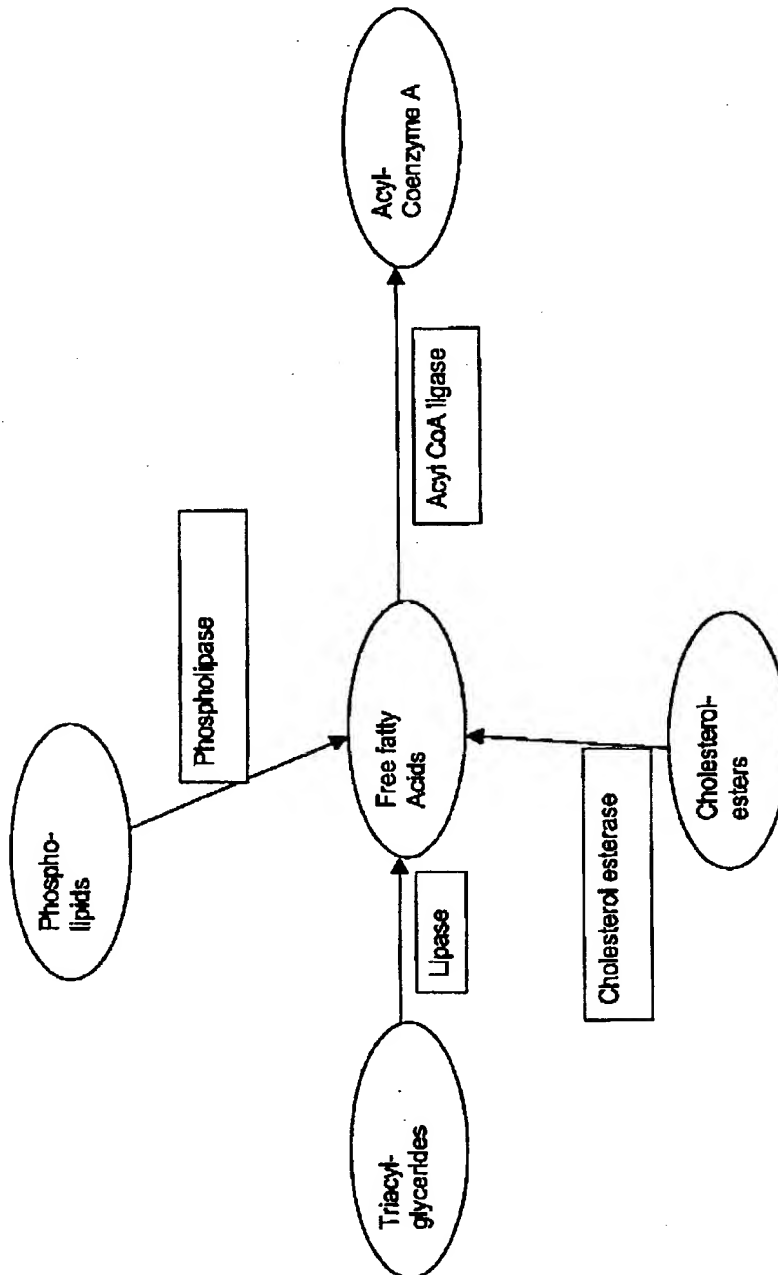 Phospho-
lipids
Phospholipase
Triacyl-
glycerides
Lipase
Free fatty
Acids
Acyl CoA ligase
Acyl-
Coenzyme A
Cholesterol esterase
Cholesterol-
esters